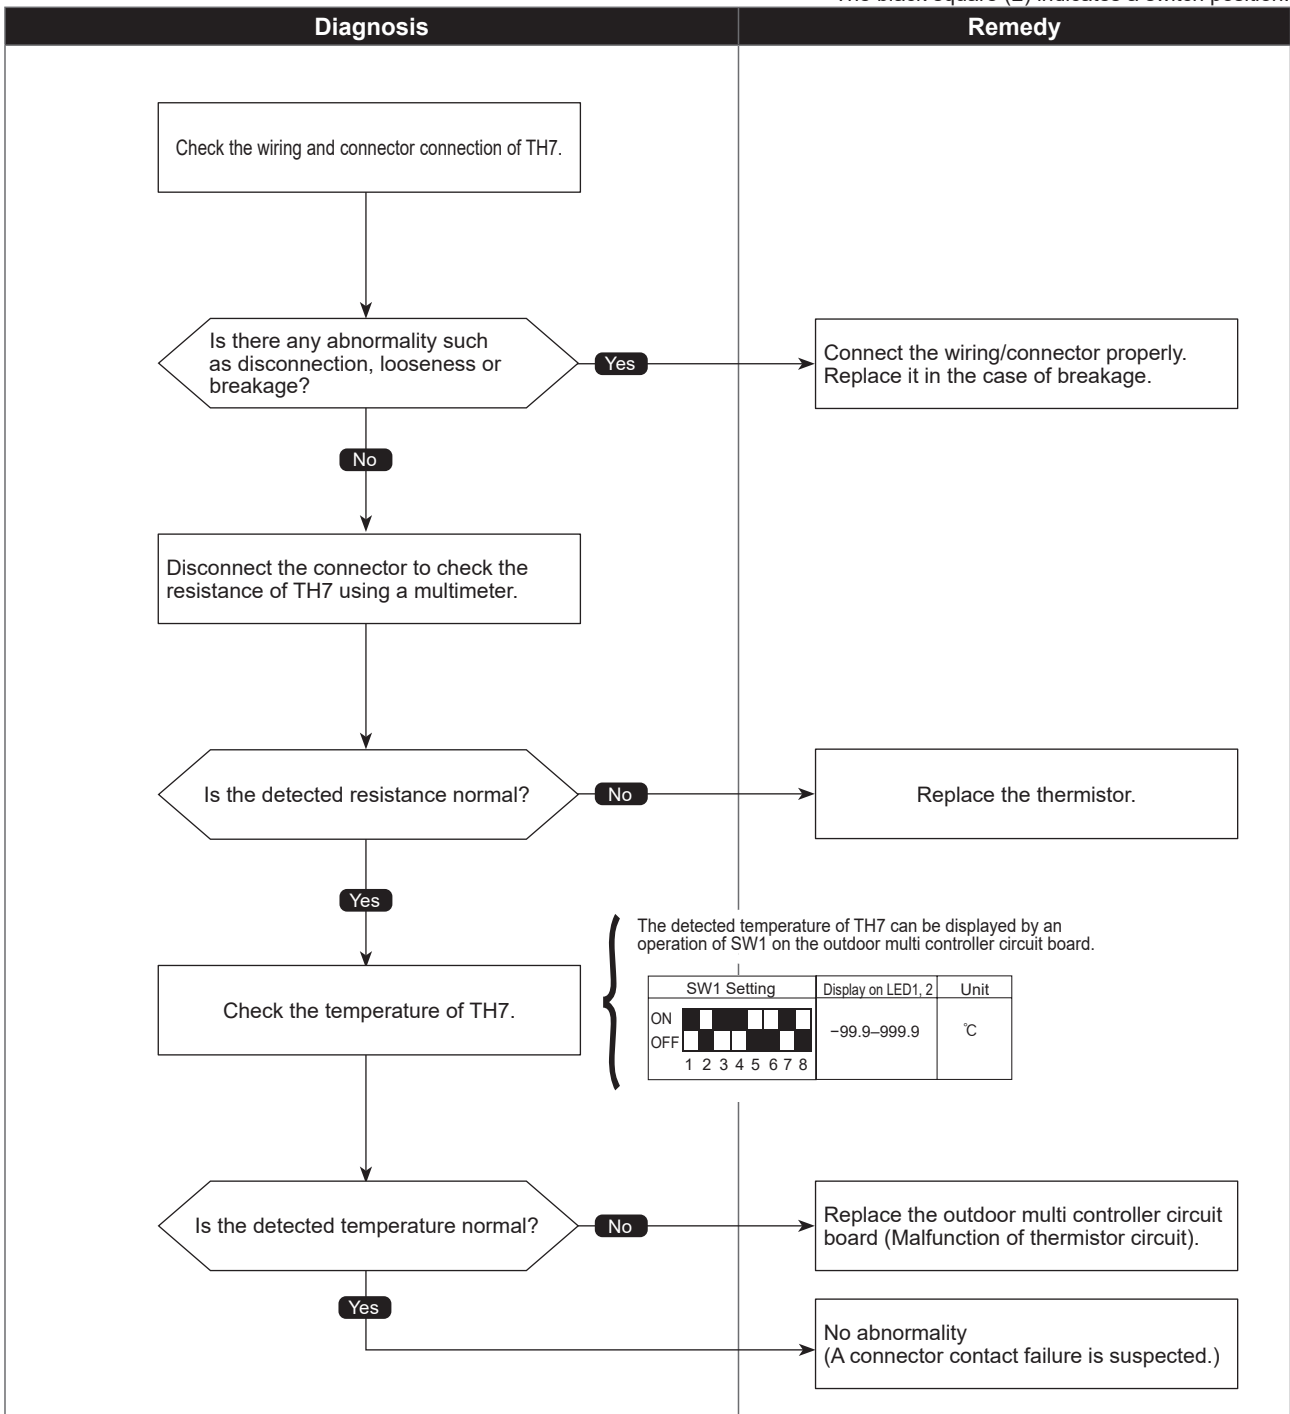 Diagnosis
Remedy
Check the wiring and connector connection of TH7.
Is there any abnormality such
as disconnection, looseness or
breakage?
Yes
Connect the wiring/connector properly.
Replace it in the case of breakage.
No
Disconnect the connector to check the
resistance of TH7 using a multimeter.
Is the detected resistance normal?
No
Replace the thermistor.
Yes
The detected temperature of TH7 can be displayed by an
operation of SW1 on the outdoor multi controller circuit board.
Check the temperature of TH7.
SW1 Setting
Display on LED1, 2
Unit
ON
OFF
1 2 3 4 5 6 7 8
−99.9–999.9
℃
Is the detected temperature normal?
No
Replace the outdoor multi controller circuit
board (Malfunction of thermistor circuit).
Yes
No abnormality
(A connector contact failure is suspected.)